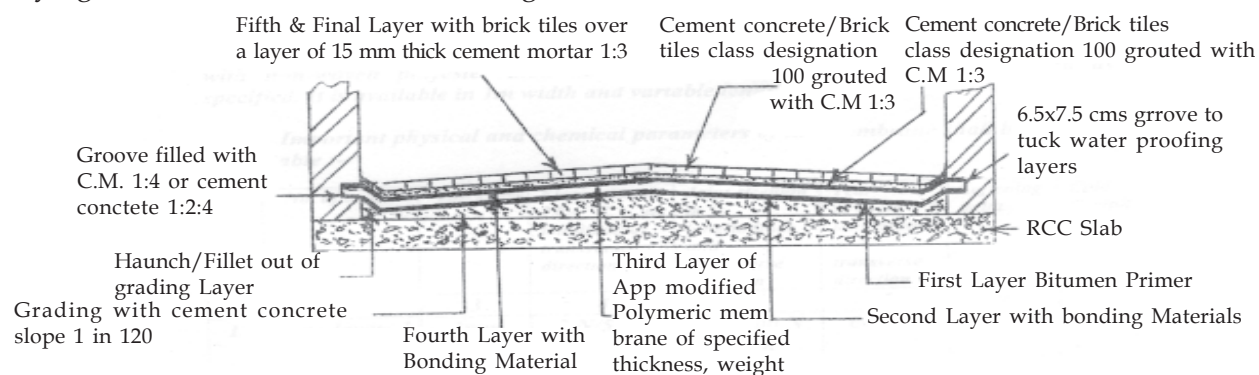 Fifth & Final Layer with brick tiles over
a layer of 15 mm thick cement mortar 1:3
Cement concrete/Brick
tiles class designation
100 grouted
with C.M 1:3
Cement concrete/Brick tiles
class designation 100 grouted with
C.M 1:3
6.5x7.5 cms grrove to
tuck water proofing
layers
Groove filled with
C.M. 1:4 or cement
conctete 1:2:4
RCC Slab
Haunch/Fillet out of
grading Layer
Grading with cement concrete
slope 1 in 120
Fourth Layer with
Bonding Material
Third Layer of
App modified
Polymeric mem
brane of specified
thickness, weight
First Layer Bitumen Primer
Second Layer with bonding Materials